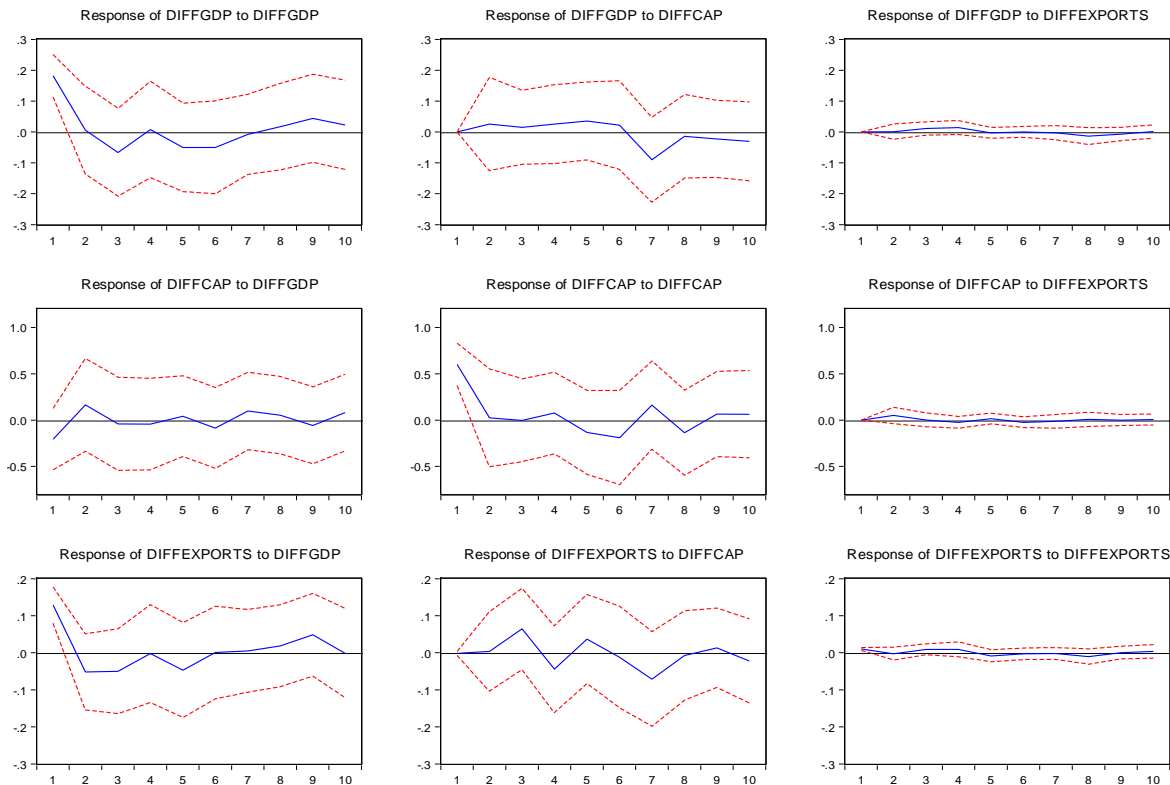 Response of DIFFGDP to DIFFGDP
.3
.2
.1
.0
-.1
-.2
-.3
1 2 3 4 5 6 7 8 9 10
Response of DIFFGDP to DIFFCAP
.3
.2
.1
.0
-.1
-.2
-.3
1 2 3 4 5 6 7 8 9 10
Response of DIFFGDP to DIFFEXPORTS
.3
.2
.1
.0
-.1
-.2
-.3
1 2 3 4 5 6 7 8 9 10
Response of DIFFCAP to DIFFGDP
1.0
0.5
0.0
-0.5
1 2 3 4 5 6 7 8 9 10
Response of DIFFCAP to DIFFCAP
1.0
0.5
0.0
-0.5
1 2 3 4 5 6 7 8 9 10
Response of DIFFCAP to DIFFEXPORTS
1.0
0.5
0.0
-0.5
1 2 3 4 5 6 7 8 9 10
Response of DIFFEXPORTS to DIFFGDP
.2
.1
.0
-.1
-.2
-.3
1 2 3 4 5 6 7 8 9 10
Response of DIFFEXPORTS to DIFFCAP
.2
.1
.0
-.1
-.2
-.3
1 2 3 4 5 6 7 8 9 10
Response of DIFFEXPORTS to DIFFEXPORTS
.2
.1
.0
-.1
-.2
-.3
1 2 3 4 5 6 7 8 9 10